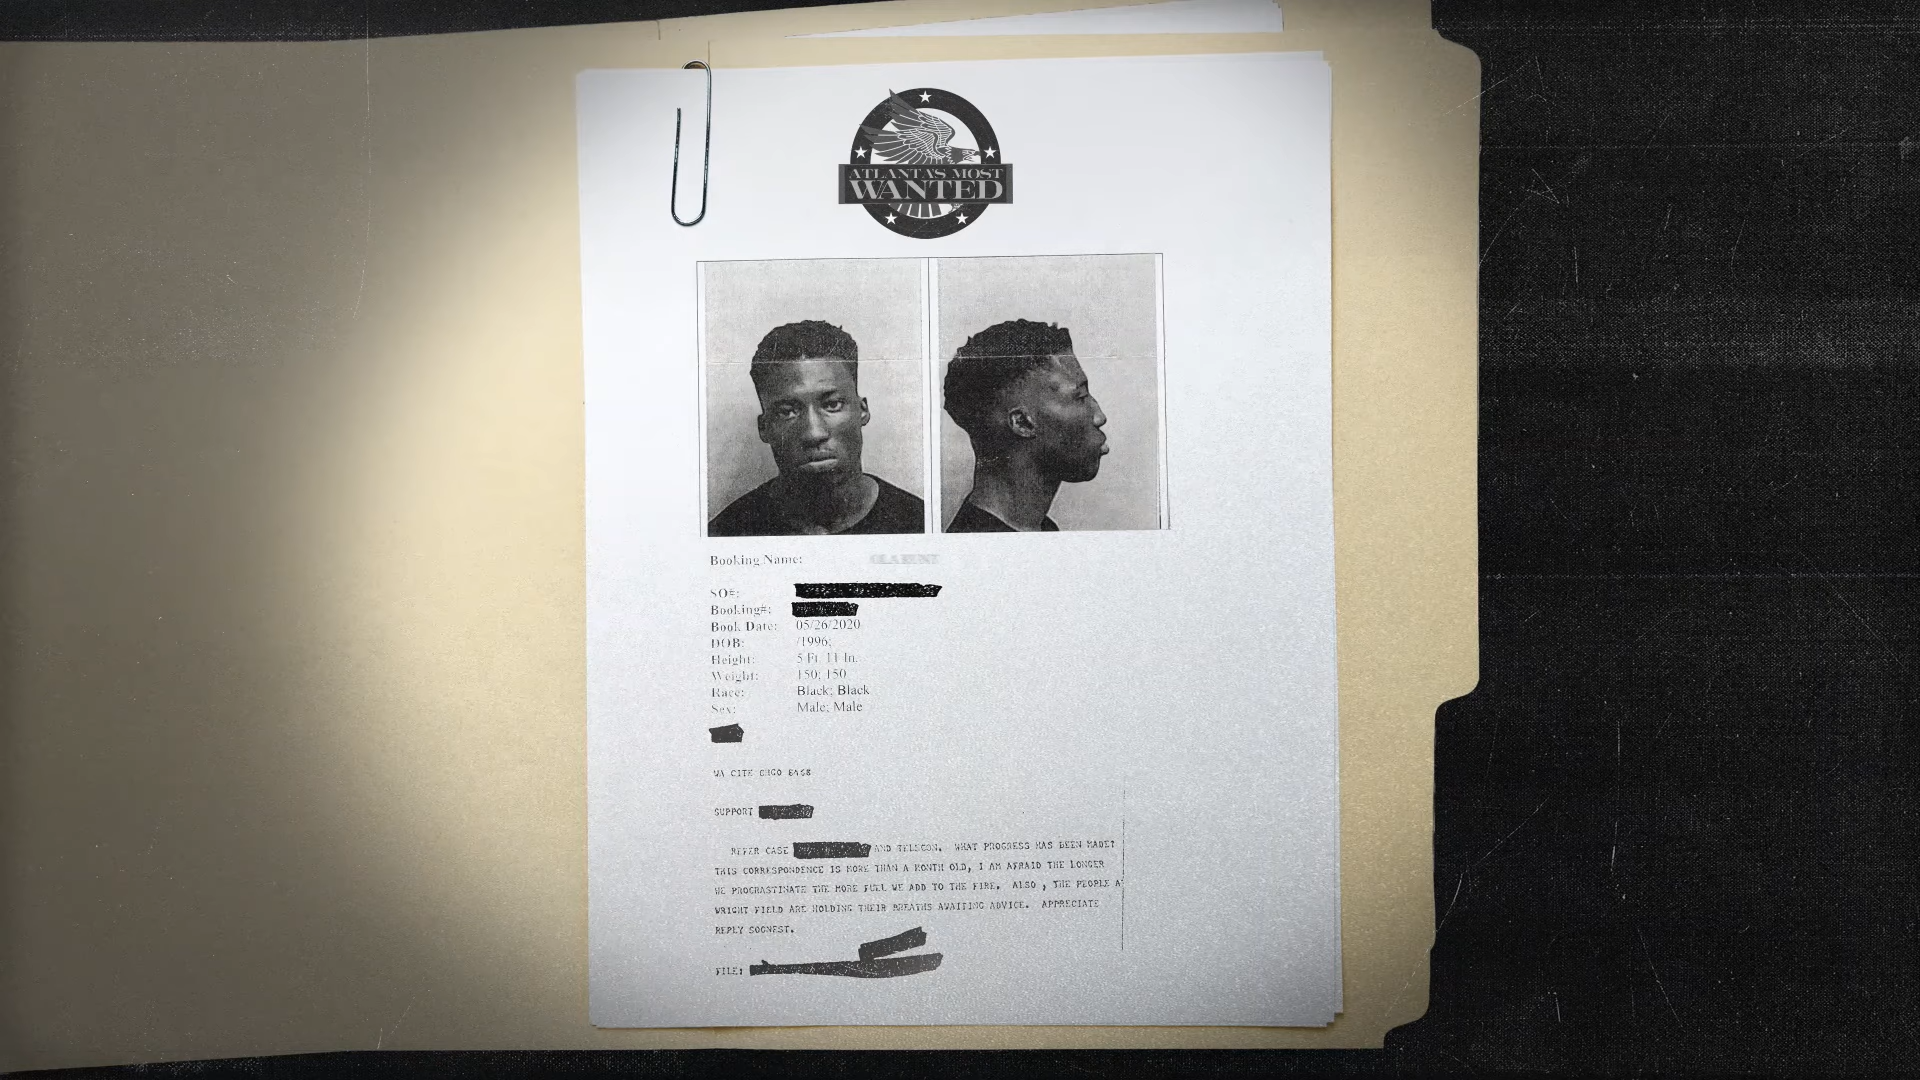 ATLANTA'S MOST
WANTED
Booking Name:
SO#:
Booking#:
Book Date: 05/26/2020
DOB: /1996;
Height: 5 Ft. 11 In.
Weight: 150; 150
Race: Black; Black
Sex: Male; Male
WA CITE
SUPPORT
REFER CASE AND TELECON. WHAT PROGRESS HAS BEEN MADE?
THIS CORRESPONDENCE IS MORE THAN A MONTH OLD, I AM AFRAID THE LONGER
WE PROCRASTINATE THE MORE FUEL WE ADD TO THE FIRE. ALSO , THE PEOPLE A
WRIGHT FIELD ARE HOLDING THEIR BREATHS AWAITING ADVICE. APPRECIATE
REPLY SOONEST.
FILE: